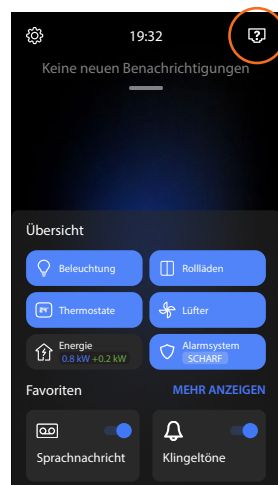 19:32
Keine neuen Benachrichtigungen
Übersicht
Beleuchtung
Rollläden
Thermostate
Lüfter
Energie
0.8 kW +0.2 kW
Alarmsystem
SCHARF
Favoriten
MEHR ANZEIGEN
Sprachnachricht
Klingeltöne